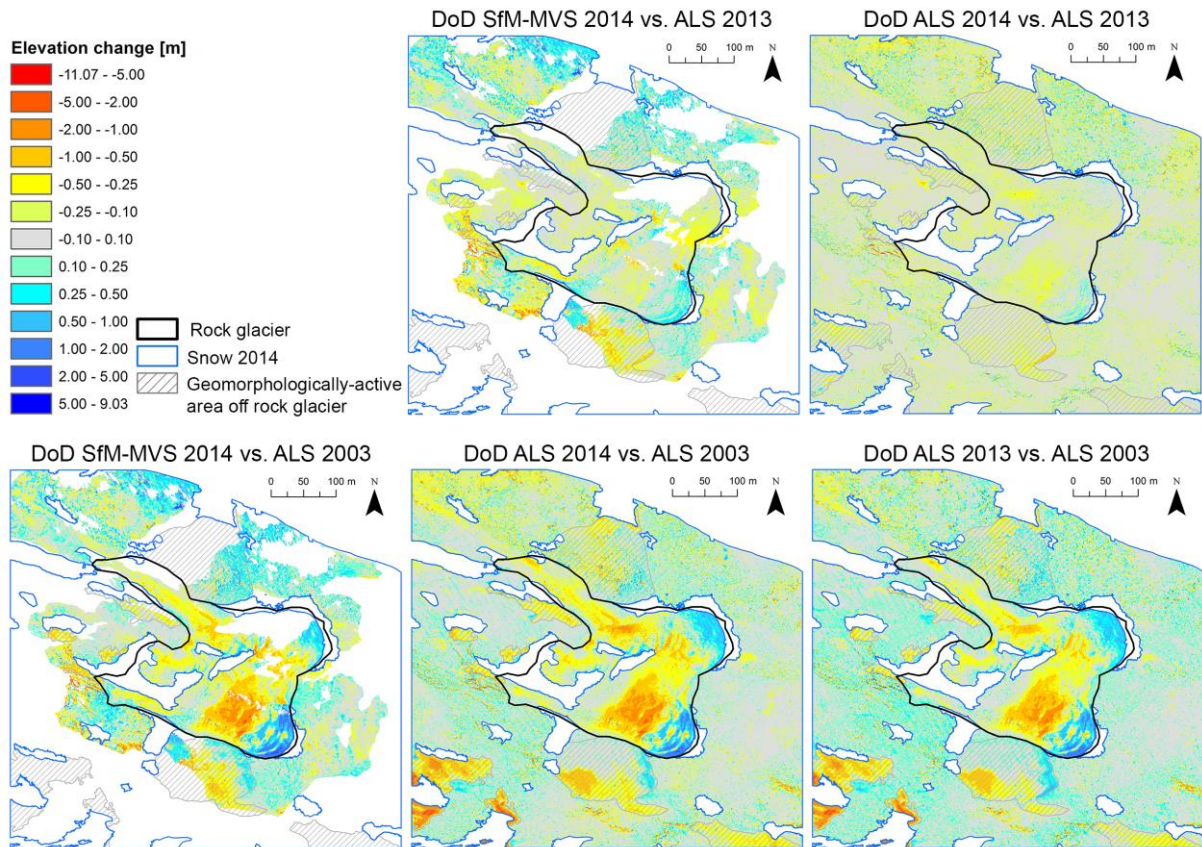 DoD SfM-MVS 2014 vs. ALS 2013
0 50 100 m
N
DoD ALS 2014 vs. ALS 2013
0 50 100 m
N
Elevation change [m]
-11.07 - -5.00
-5.00 - -2.00
-2.00 - -1.00
-1.00 - -0.50
-0.50 - -0.25
-0.25 - -0.10
-0.10 - 0.10
0.10 - 0.25
0.25 - 0.50
0.50 - 1.00
1.00 - 2.00
2.00 - 5.00
5.00 - 9.03
Rock glacier
Snow 2014
Geomorphologically-active
area off rock glacier
DoD SfM-MVS 2014 vs. ALS 2003
0 50 100 m
N
DoD ALS 2014 vs. ALS 2003
0 50 100 m
N
DoD ALS 2013 vs. ALS 2003
0 50 100 m
N